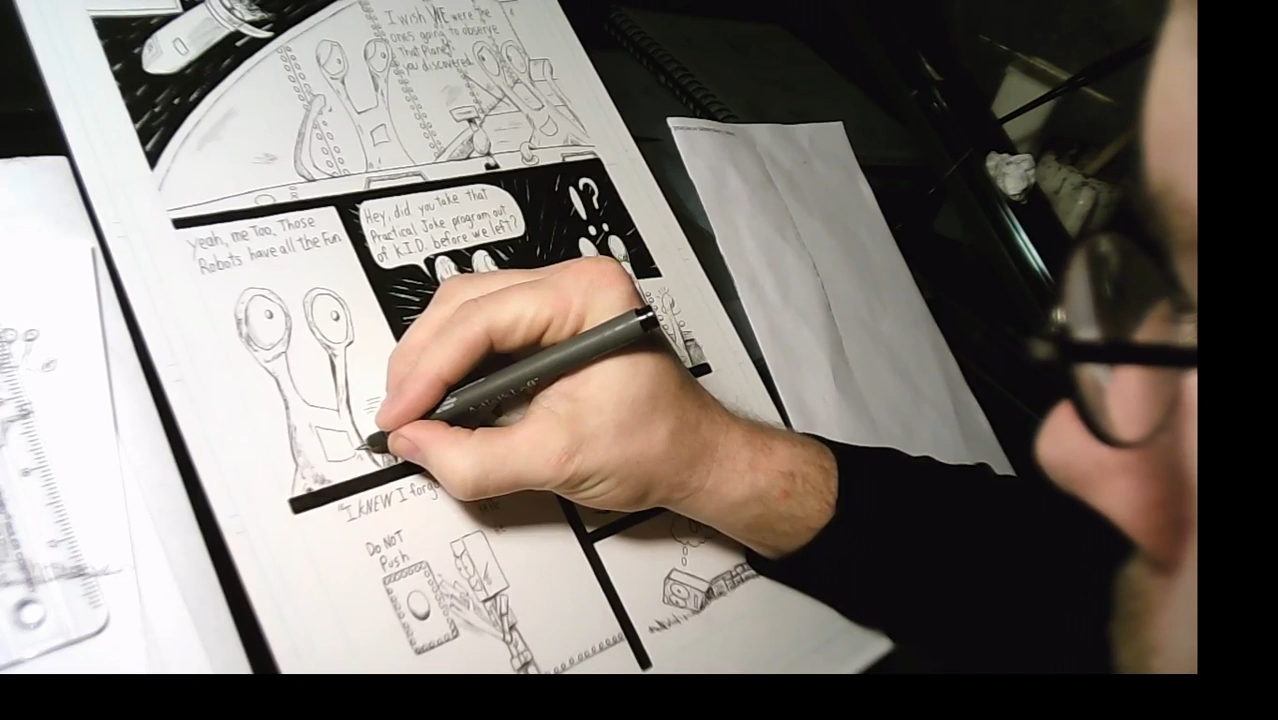 I wish WE were the
ones going to observe
That Planet
you discovered.
Yeah, me Too. Those
Robots have all the Fun
Hey, did you take that
Practical Joke program out
of K.I.D. before we left?
!?
"I KNEW I forgo
Do NOT
Push